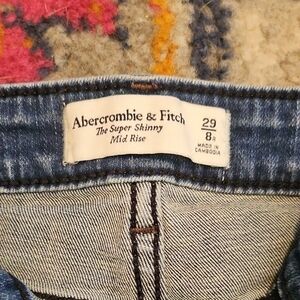 Abercrombie & Fitch
The Super Skinny
Mid Rise
29
8S
MADE IN
CAMBODIA